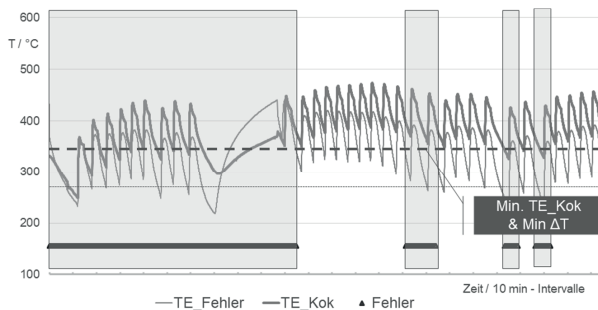 600
T / °C
500
400
300
200
100
Min. TE_Kok
& Min ΔT
Zeit / 10 min - Intervalle
TE_Fehler
TE_Kok
Fehler